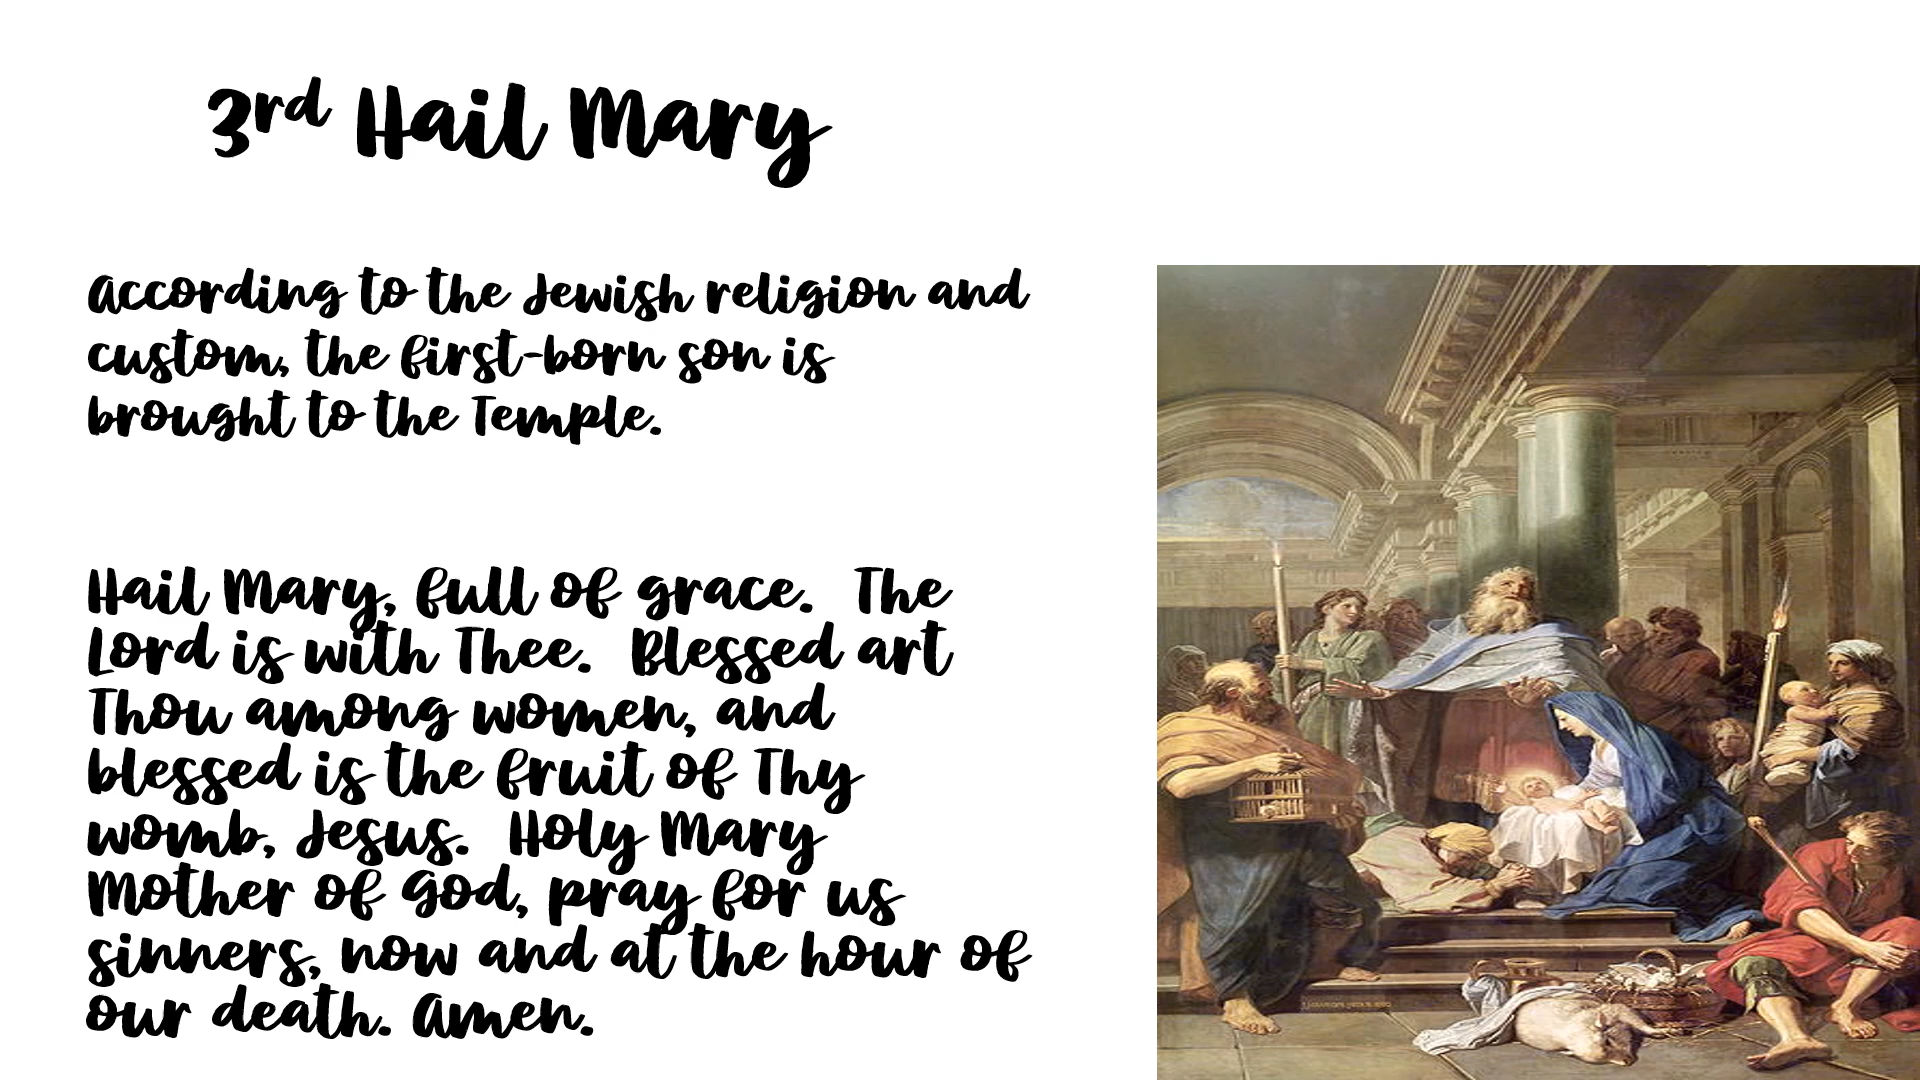 3rd Hail Mary
According to the Jewish religion and
custom, the first-born son is
brought to the Temple.
Hail Mary, full of grace.  The
Lord is with Thee.  Blessed art
Thou among women, and
blessed is the fruit of Thy
womb, Jesus.  Holy Mary
Mother of God, pray for us
sinners, now and at the hour of
our death. Amen.